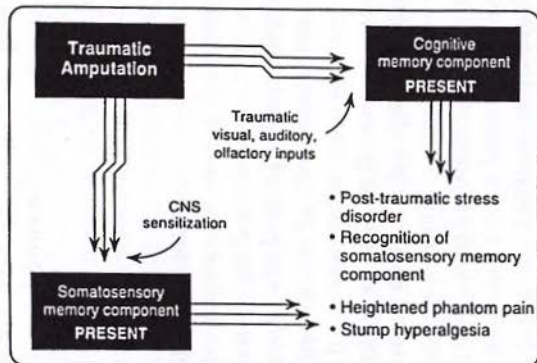 Traumatic
Amputation
Cognitive
memory component
PRESENT
Traumatic
visual, auditory,
olfactory inputs
CNS
sensitization
• Post-traumatic stress
disorder
• Recognition of
somatosensory memory
component
Somatosensory
memory component
PRESENT
• Heightened phantom pain
• Stump hyperalgesia